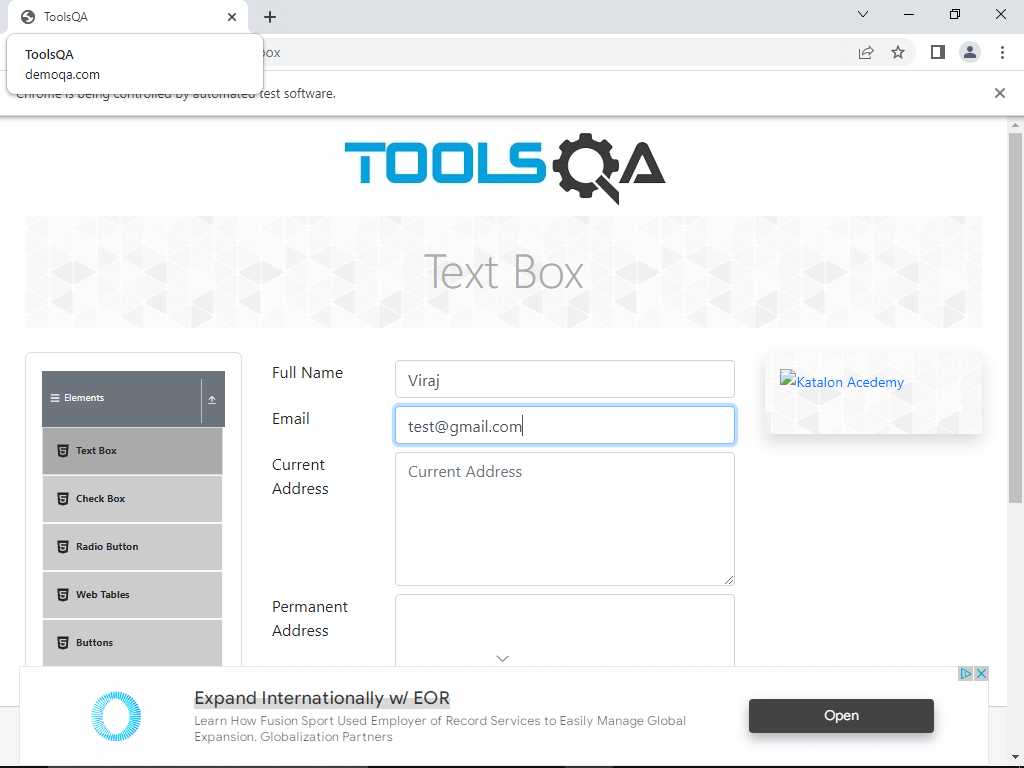 ToolsQA
ToolsQA
demoqa.com
box
Chrome is being controlled by automated test software.
TOOLSQA
Text Box
Elements
Text Box
Check Box
Radio Button
Web Tables
Buttons
Full Name
Viraj
Email
test@gmail.com
Current
Address
Current Address
Permanent
Address
Katalon Acedemy
Expand Internationally w/ EOR
Learn How Fusion Sport Used Employer of Record Services to Easily Manage Global
Expansion. Globalization Partners
Open